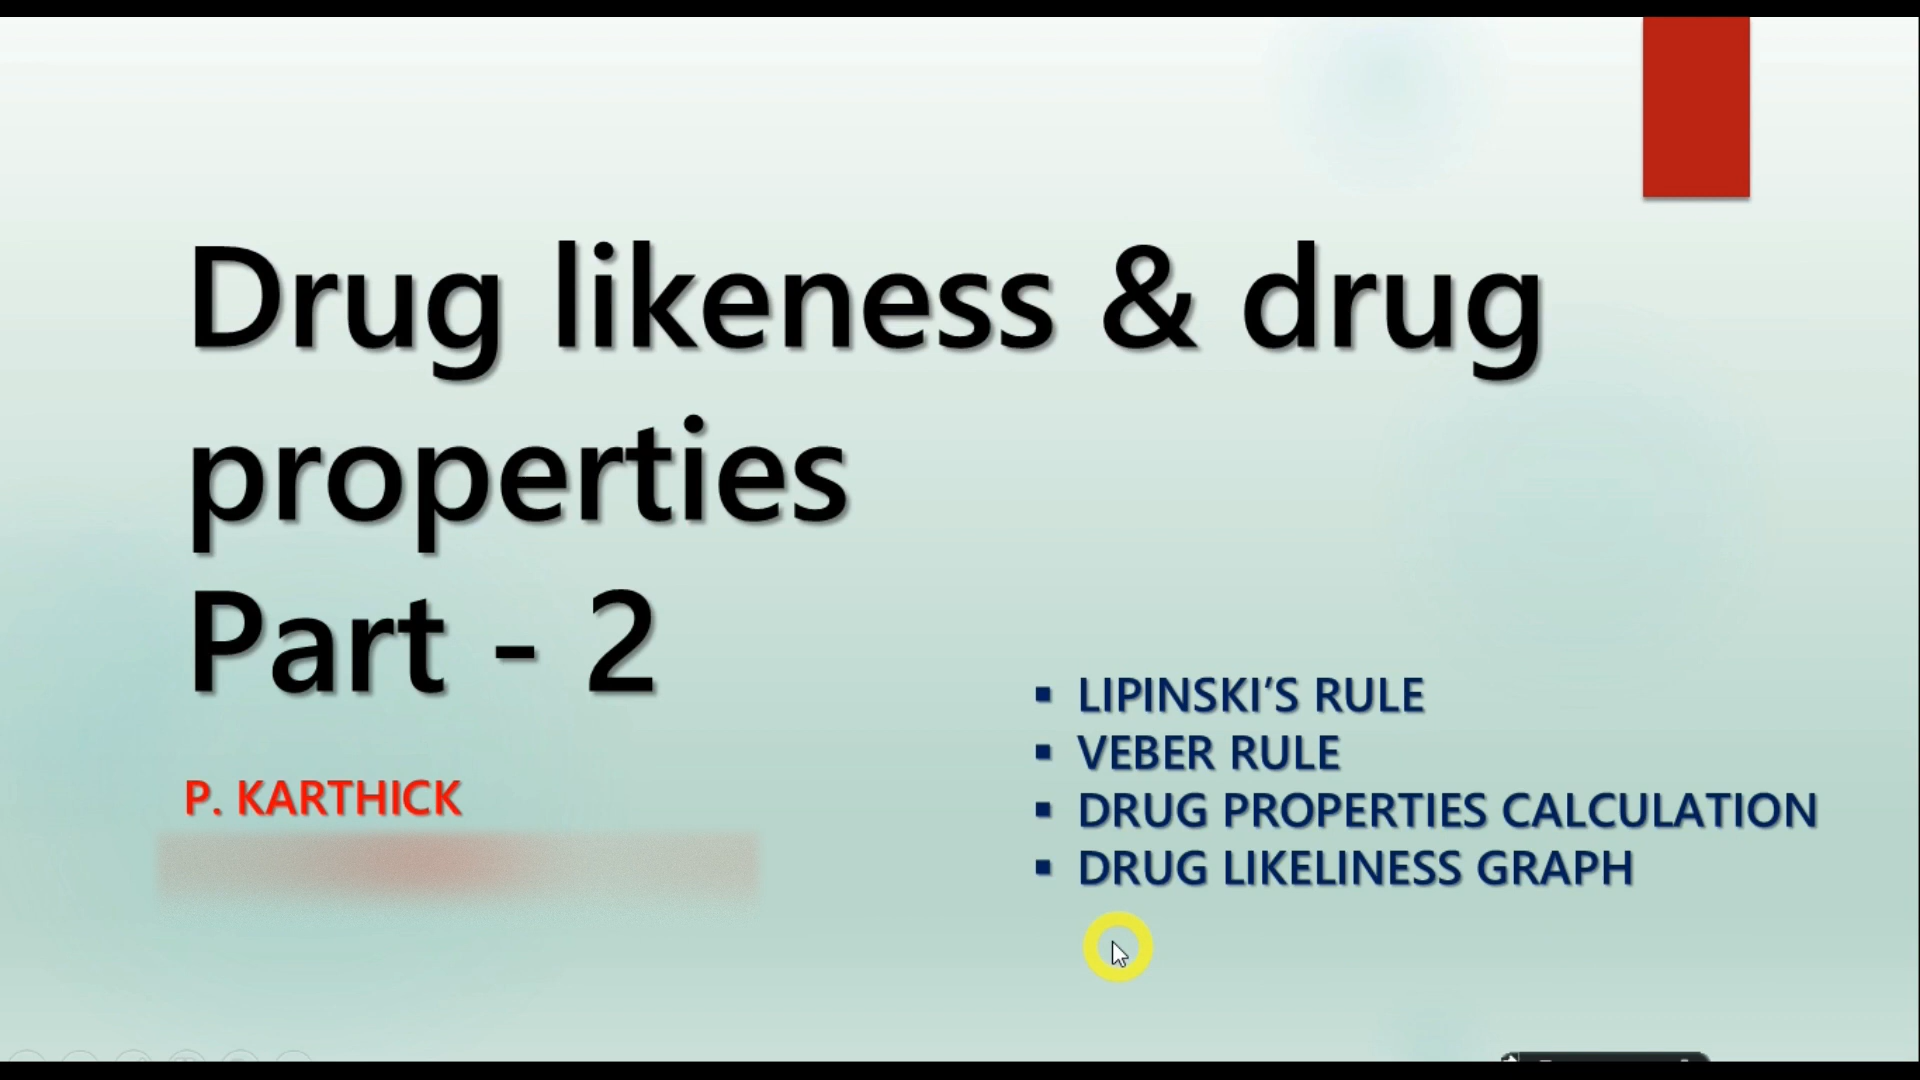 Drug likeness & drug
properties
Part - 2
P. KARTHICK
▪ LIPINSKI’S RULE
▪ VEBER RULE
▪ DRUG PROPERTIES CALCULATION
▪ DRUG LIKELINESS GRAPH